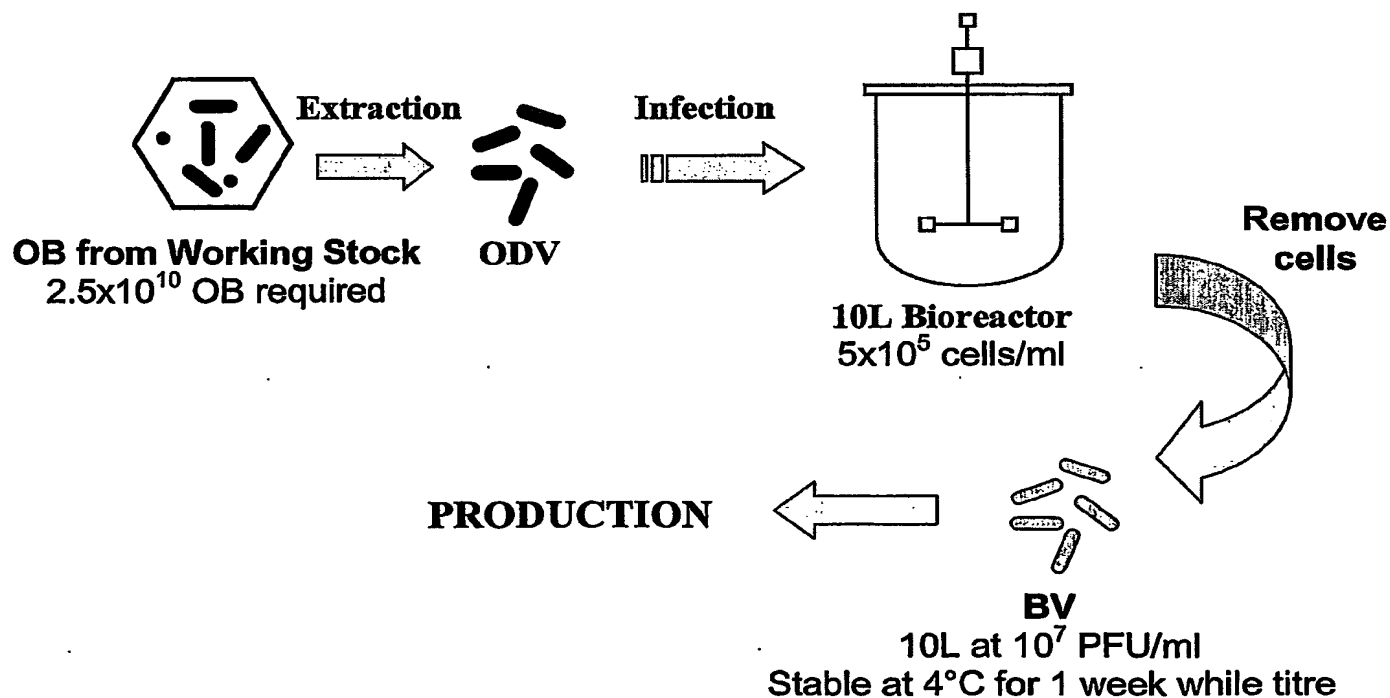 Extraction
Infection
OB from Working Stock
2.5x10¹⁰ OB required
ODV
10L Bioreactor
5x10⁵ cells/ml
Remove
cells
PRODUCTION
BV
10L at 10⁷ PFU/ml
Stable at 4°C for 1 week while titre